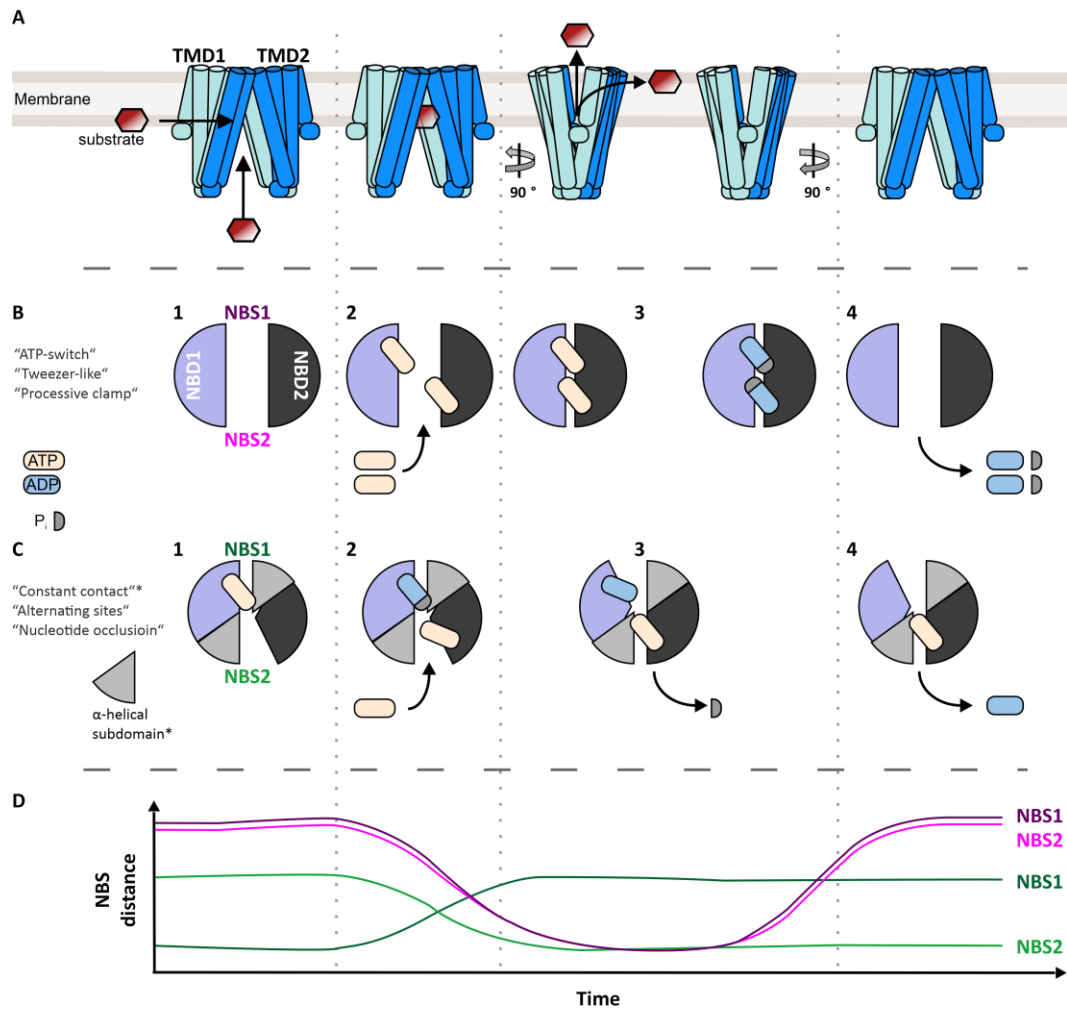 A
TMD1 TMD2
Membrane
substrate
90 ° 90 °
B
1 NBS1 2 3 4
“ATP-switch“
“Tweezer-like“
“Processive clamp“
NBD1 NBD2
NBS2
ATP
ADP
Pi
C
1 NBS1 2 3 4
“Constant contact“*
“Alternating sites“
“Nucleotide occlusioin“
NBS2
α-helical
subdomain*
D
NBS1
NBS2
NBS1
NBS2
NBS
distance
Time